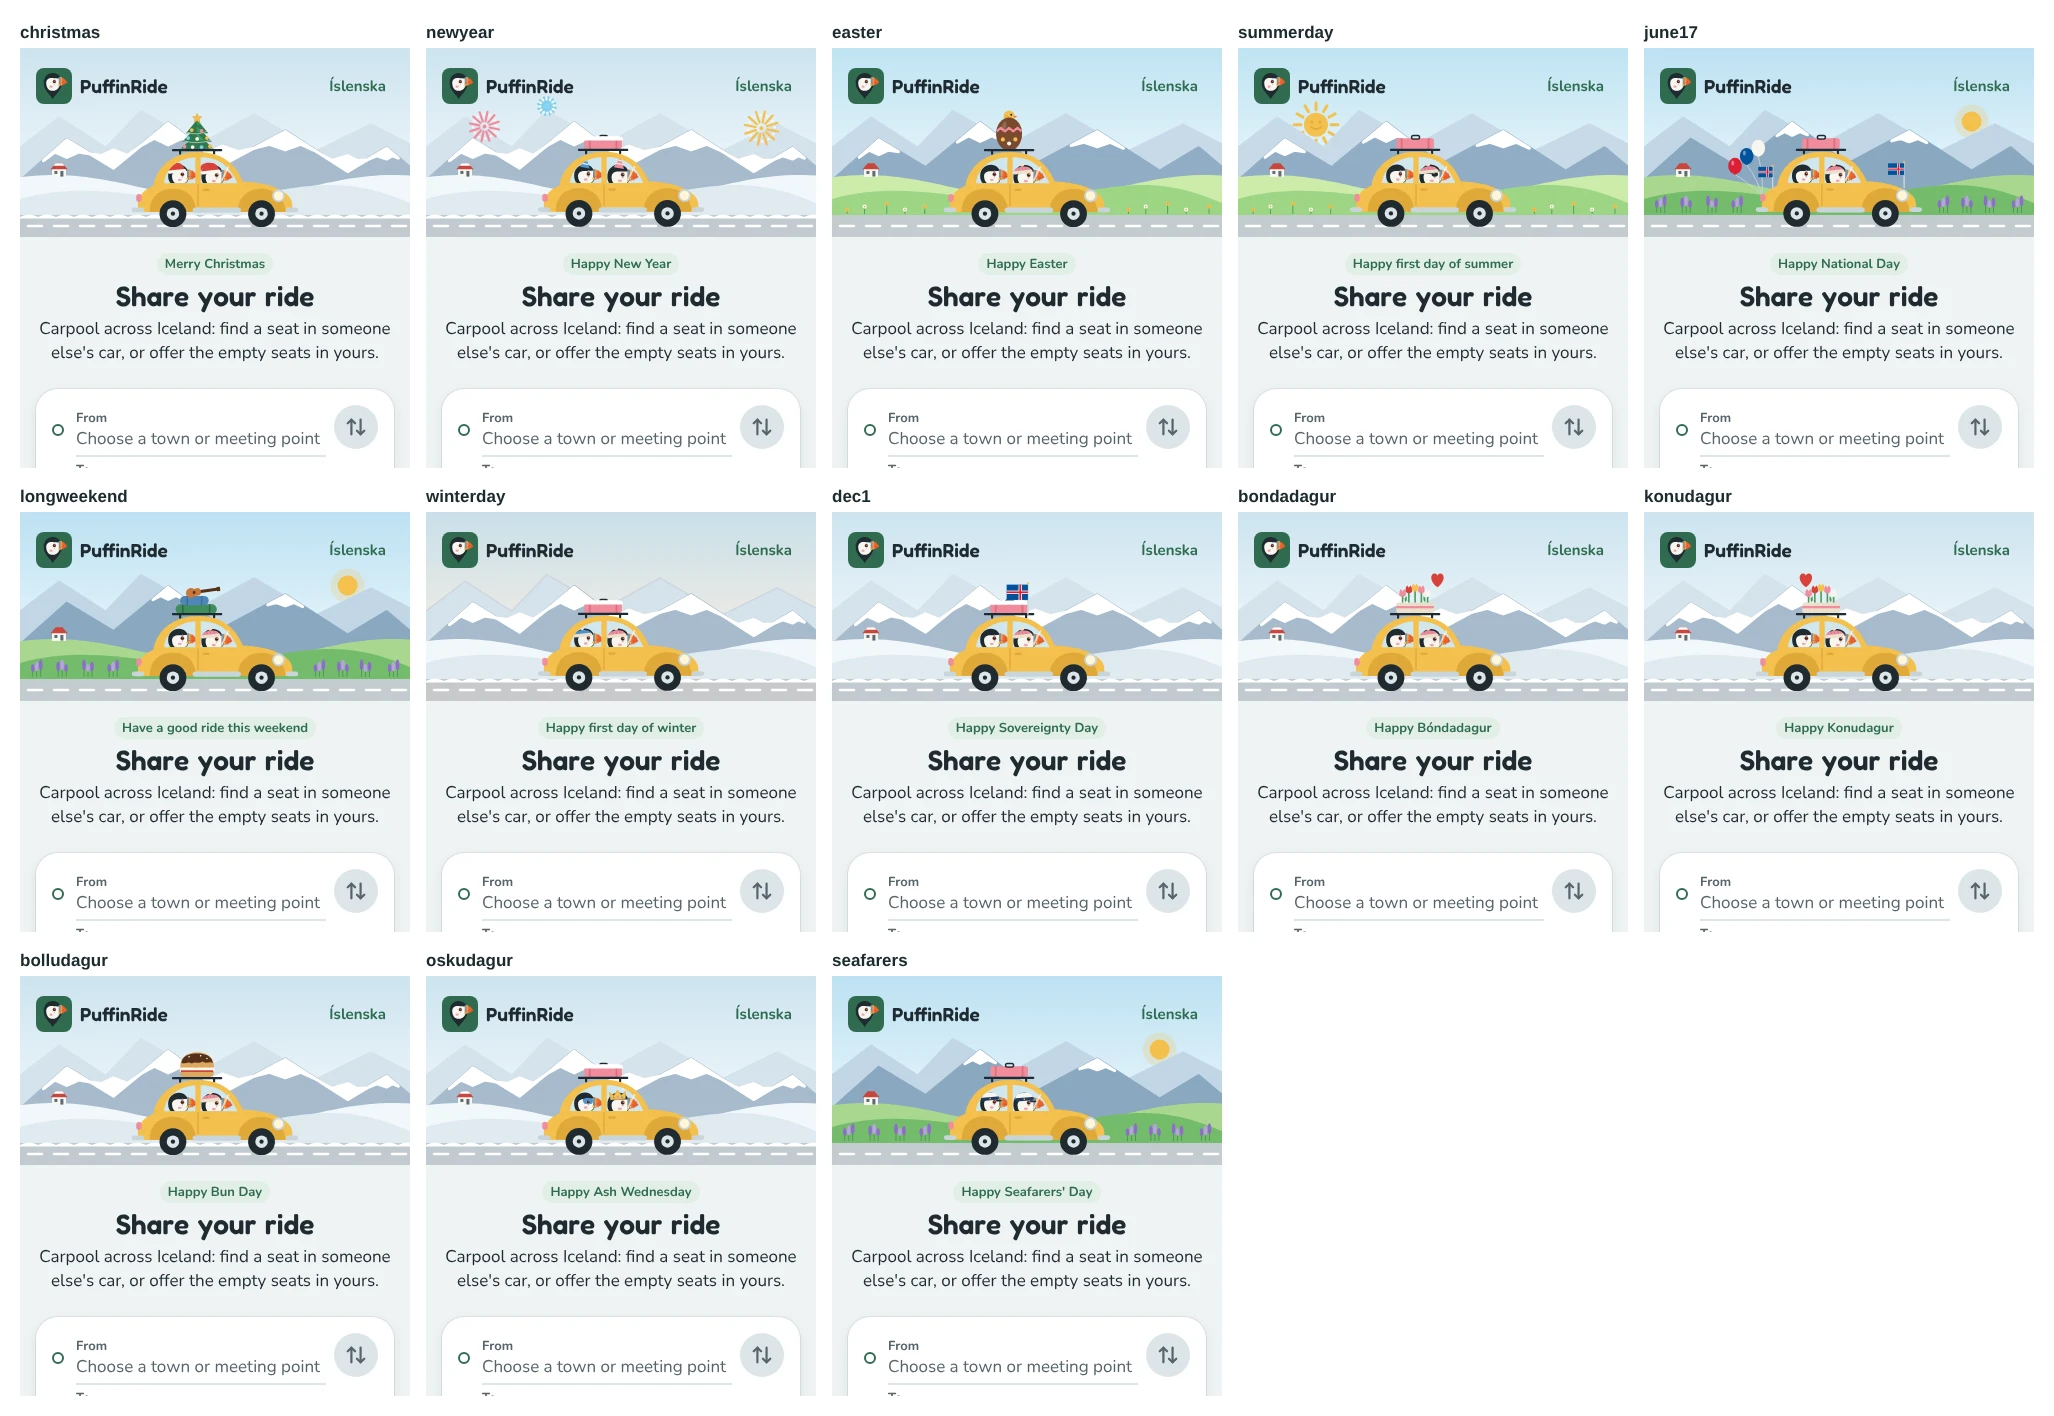 christmas
PuffinRide
Íslenska
Merry Christmas
Share your ride
Carpool across Iceland: find a seat in someone
else's car, or offer the empty seats in yours.
From
Choose a town or meeting point
newyear
PuffinRide
Íslenska
Happy New Year
Share your ride
Carpool across Iceland: find a seat in someone
else's car, or offer the empty seats in yours.
From
Choose a town or meeting point
easter
PuffinRide
Íslenska
Happy Easter
Share your ride
Carpool across Iceland: find a seat in someone
else's car, or offer the empty seats in yours.
From
Choose a town or meeting point
summerday
PuffinRide
Íslenska
Happy first day of summer
Share your ride
Carpool across Iceland: find a seat in someone
else's car, or offer the empty seats in yours.
From
Choose a town or meeting point
june17
PuffinRide
Íslenska
Happy National Day
Share your ride
Carpool across Iceland: find a seat in someone
else's car, or offer the empty seats in yours.
From
Choose a town or meeting point
longweekend
PuffinRide
Íslenska
Have a good ride this weekend
Share your ride
Carpool across Iceland: find a seat in someone
else's car, or offer the empty seats in yours.
From
Choose a town or meeting point
winterday
PuffinRide
Íslenska
Happy first day of winter
Share your ride
Carpool across Iceland: find a seat in someone
else's car, or offer the empty seats in yours.
From
Choose a town or meeting point
dec1
PuffinRide
Íslenska
Happy Sovereignty Day
Share your ride
Carpool across Iceland: find a seat in someone
else's car, or offer the empty seats in yours.
From
Choose a town or meeting point
bondadagur
PuffinRide
Íslenska
Happy Bóndadagur
Share your ride
Carpool across Iceland: find a seat in someone
else's car, or offer the empty seats in yours.
From
Choose a town or meeting point
konudagur
PuffinRide
Íslenska
Happy Konudagur
Share your ride
Carpool across Iceland: find a seat in someone
else's car, or offer the empty seats in yours.
From
Choose a town or meeting point
bolludagur
PuffinRide
Íslenska
Happy Bun Day
Share your ride
Carpool across Iceland: find a seat in someone
else's car, or offer the empty seats in yours.
From
Choose a town or meeting point
oskudagur
PuffinRide
Íslenska
Happy Ash Wednesday
Share your ride
Carpool across Iceland: find a seat in someone
else's car, or offer the empty seats in yours.
From
Choose a town or meeting point
seafarers
PuffinRide
Íslenska
Happy Seafarers' Day
Share your ride
Carpool across Iceland: find a seat in someone
else's car, or offer the empty seats in yours.
From
Choose a town or meeting point